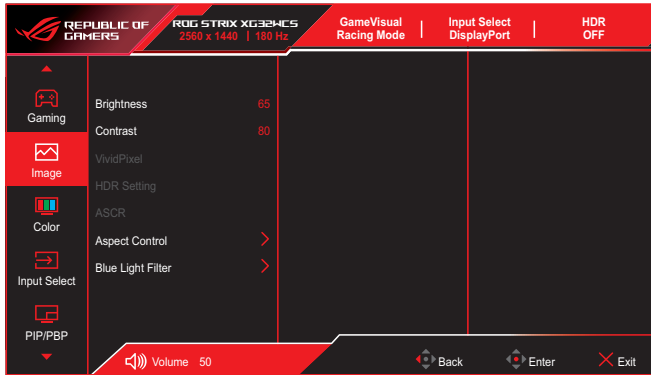 REPUBLIC OF
GAMERS
ROG STRIX XG32WCS
2560 x 1440 | 180 Hz
GameVisual
Racing Mode
Input Select
DisplayPort
HDR
OFF
Gaming
Image
Color
Input Select
PIP/PBP
Brightness 65
Contrast 80
VividPixel
HDR Setting
ASCR
Aspect Control
Blue Light Filter
Volume 50
Back
Enter
Exit